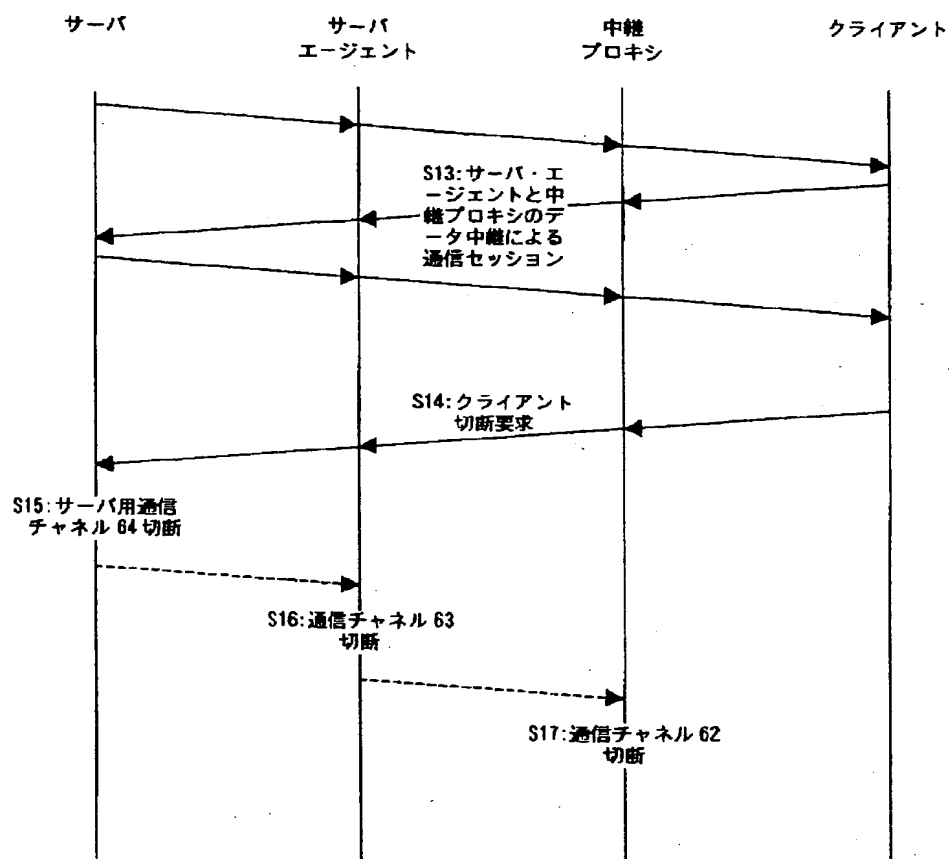 サーバ
サーバ
エージェント
中継
プロキシ
クライアント
S13:サーバ・エ
ージェントと中
継プロキシのデ
ータ中継による
通信セッション
S14:クライアント
切断要求
S15:サーバ用通信
チャネル 64 切断
S16:通信チャネル 63
切断
S17:通信チャネル 62
切断